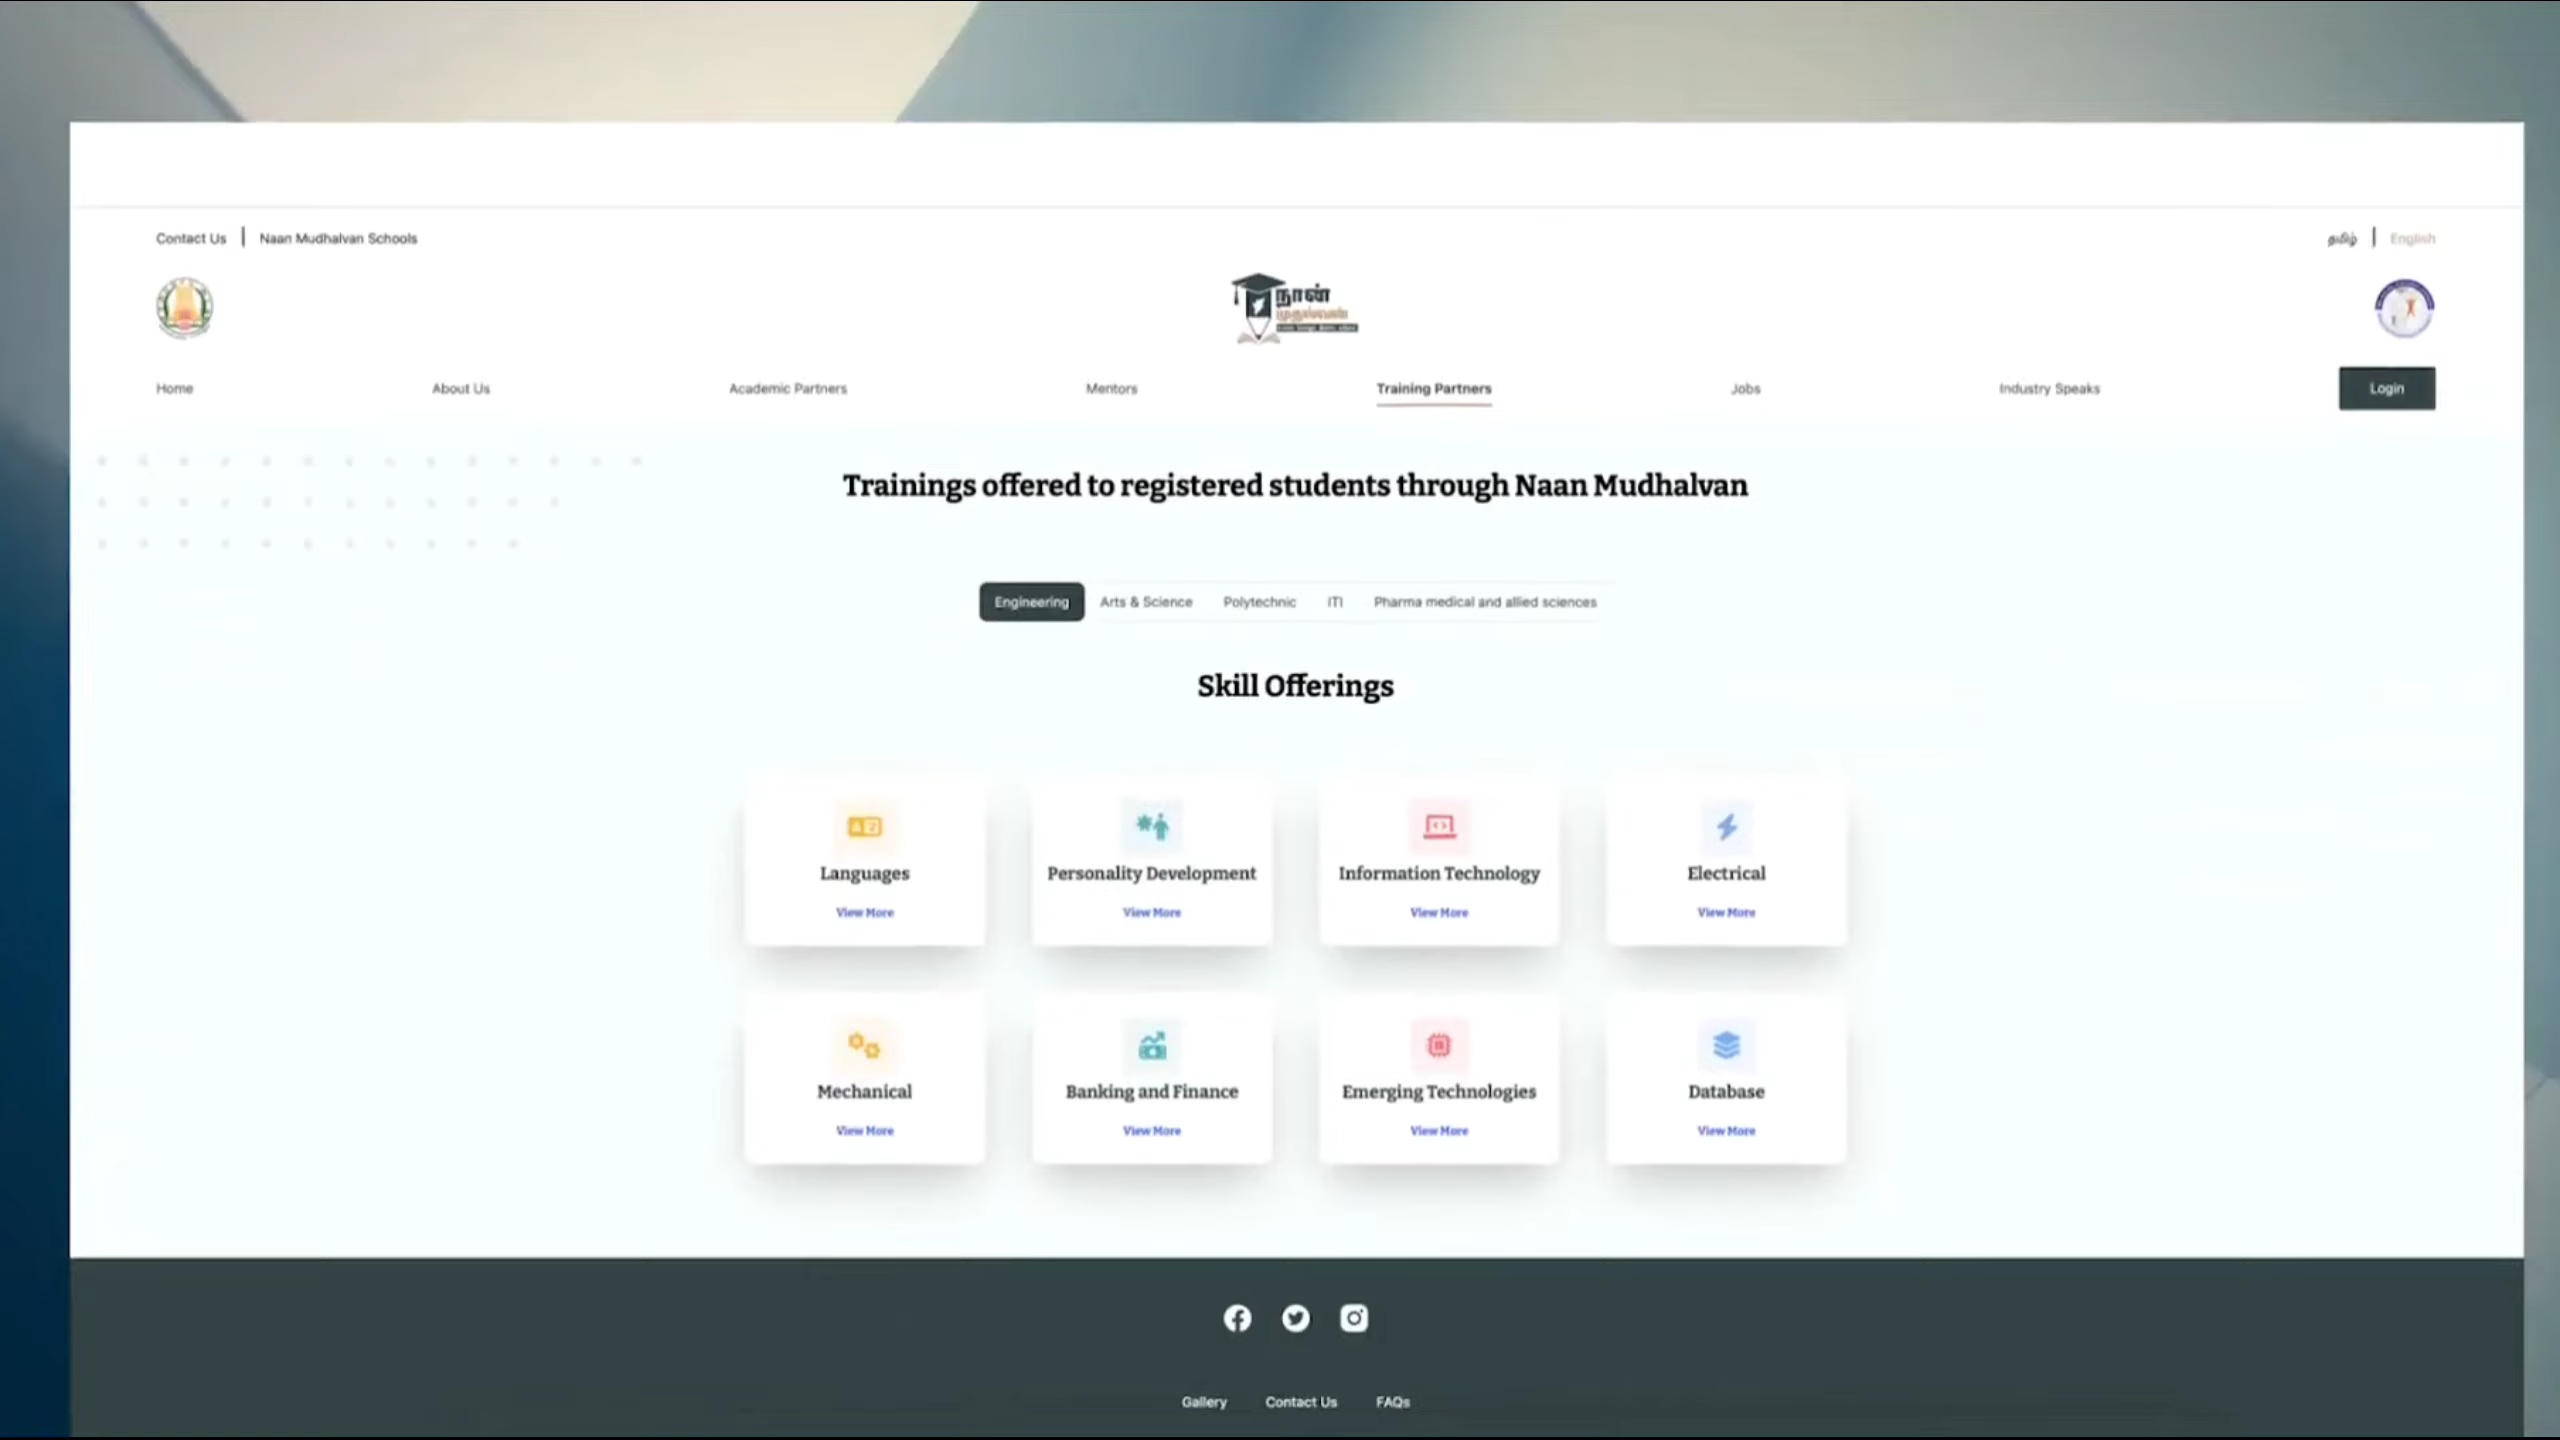 Contact Us | Naan Mudhalvan Schools
தமிழ் | English
நான்
முதல்வன்
Home About Us Academic Partners Mentors Training Partners Jobs Industry Speaks Login
Trainings offered to registered students through Naan Mudhalvan
Engineering Arts & Science Polytechnic ITI Pharma medical and allied sciences
Skill Offerings
Languages Personality Development Information Technology Electrical
View More View More View More View More
Mechanical Banking and Finance Emerging Technologies Database
View More View More View More View More
Gallery Contact Us FAQs